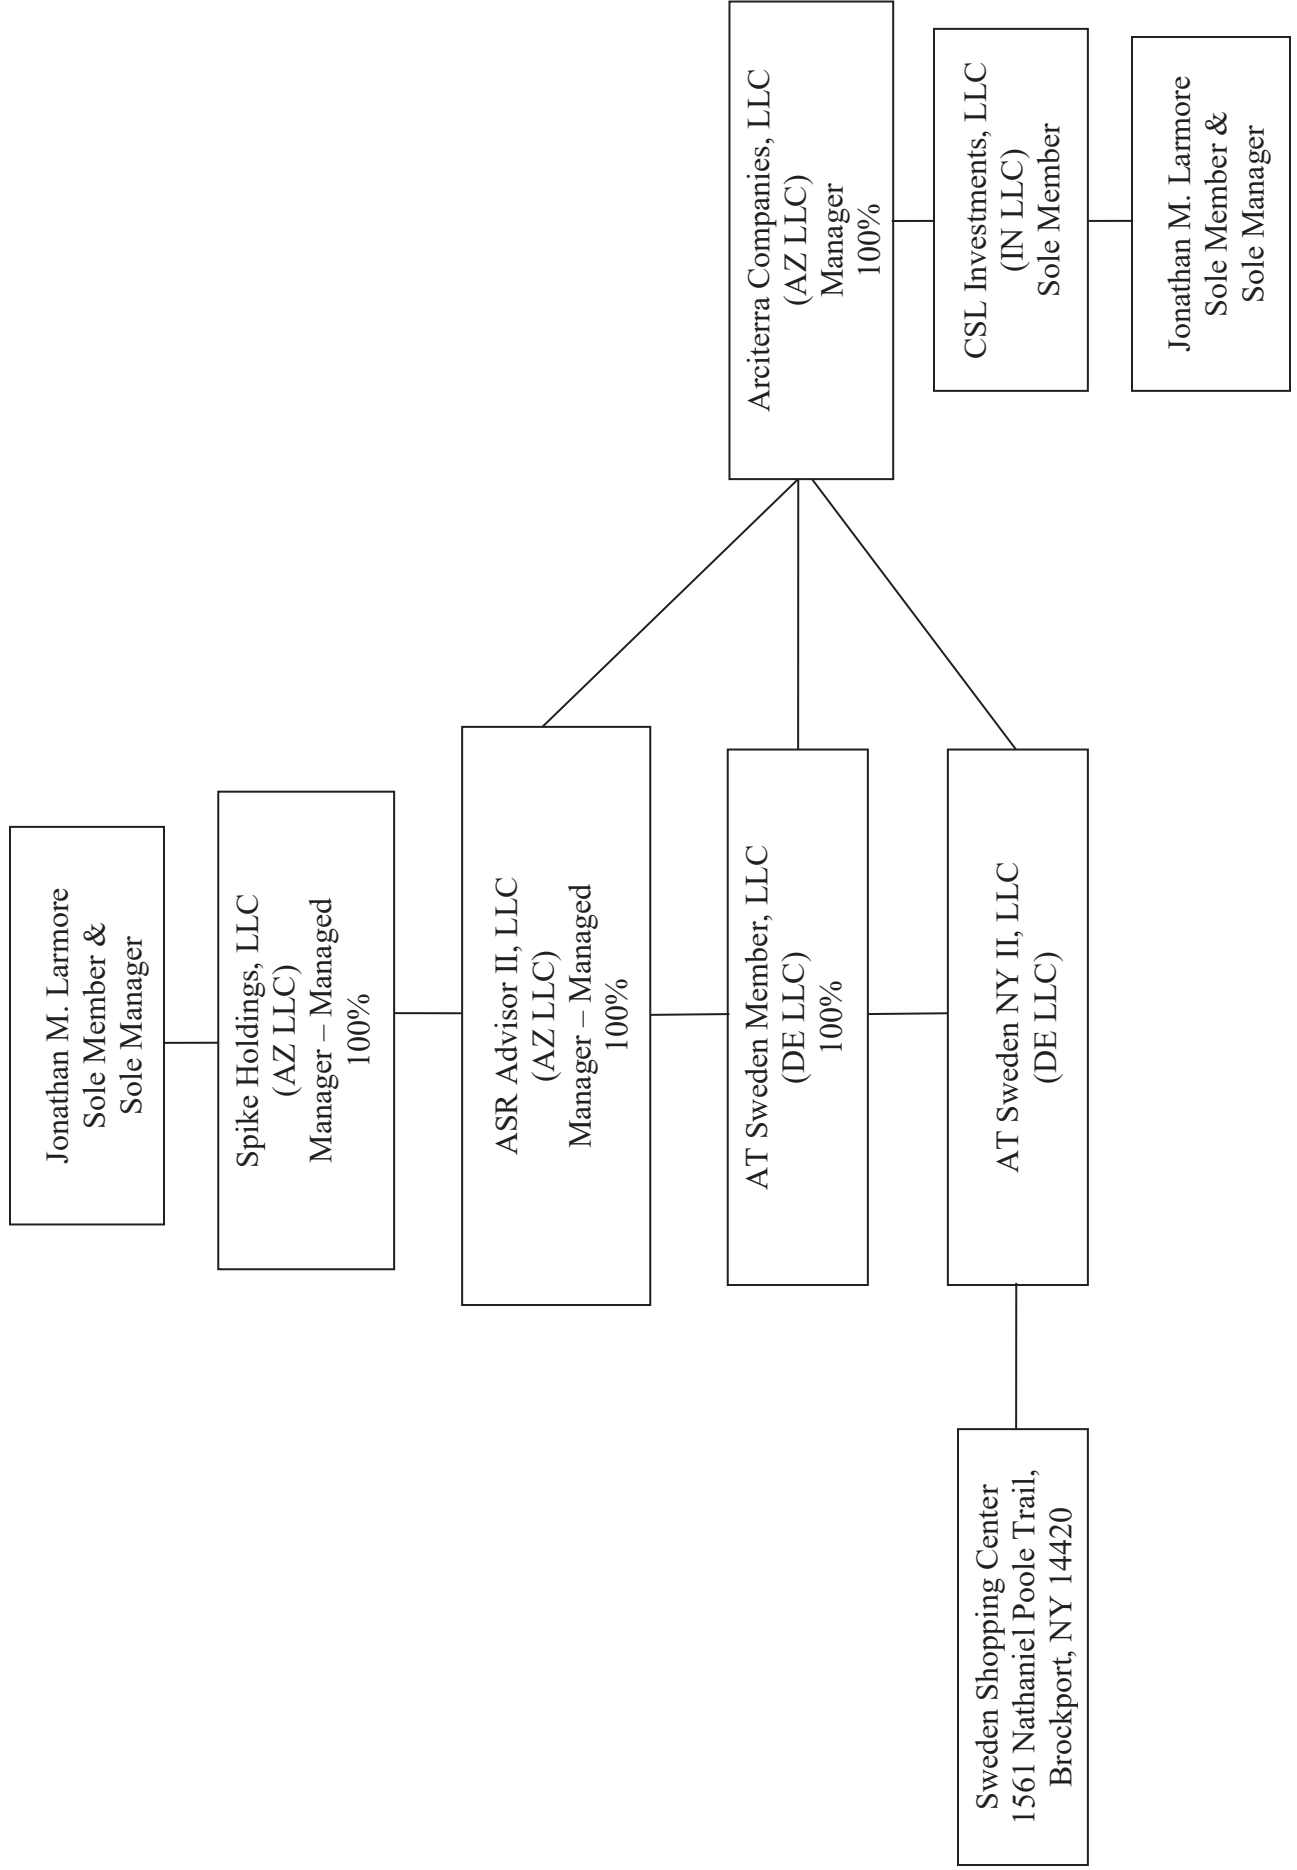 Jonathan M. Larmore
Sole Member &
Sole Manager
Spike Holdings, LLC
(AZ LLC)
Manager – Managed
100%
ASR Advisor II, LLC
(AZ LLC)
Manager – Managed
100%
Arciterra Companies, LLC
(AZ LLC)
Manager
100%
AT Sweden Member, LLC
(DE LLC)
100%
CSL Investments, LLC
(IN LLC)
Sole Member
Sweden Shopping Center
1561 Nathaniel Poole Trail,
Brockport, NY 14420
AT Sweden NY II, LLC
(DE LLC)
Jonathan M. Larmore
Sole Member &
Sole Manager